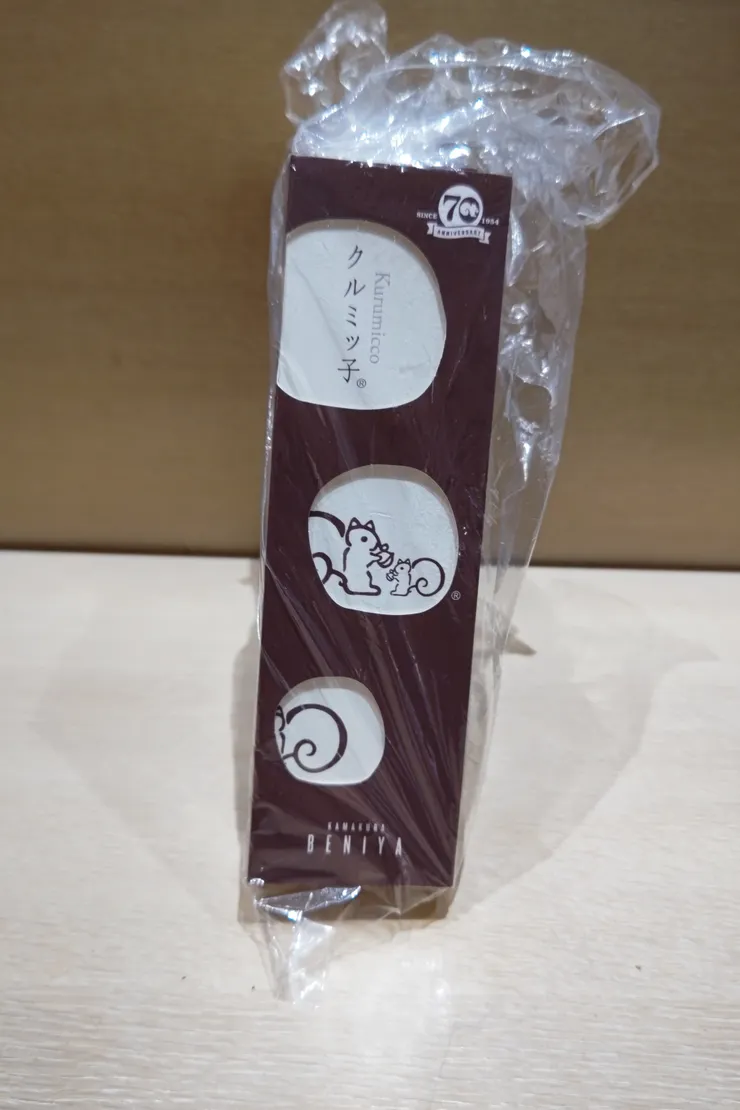 SINCE 70 1954
ANNIVERSARY
クルミッ子®
Kurumicco
®
KAMAKURA
BENIYA